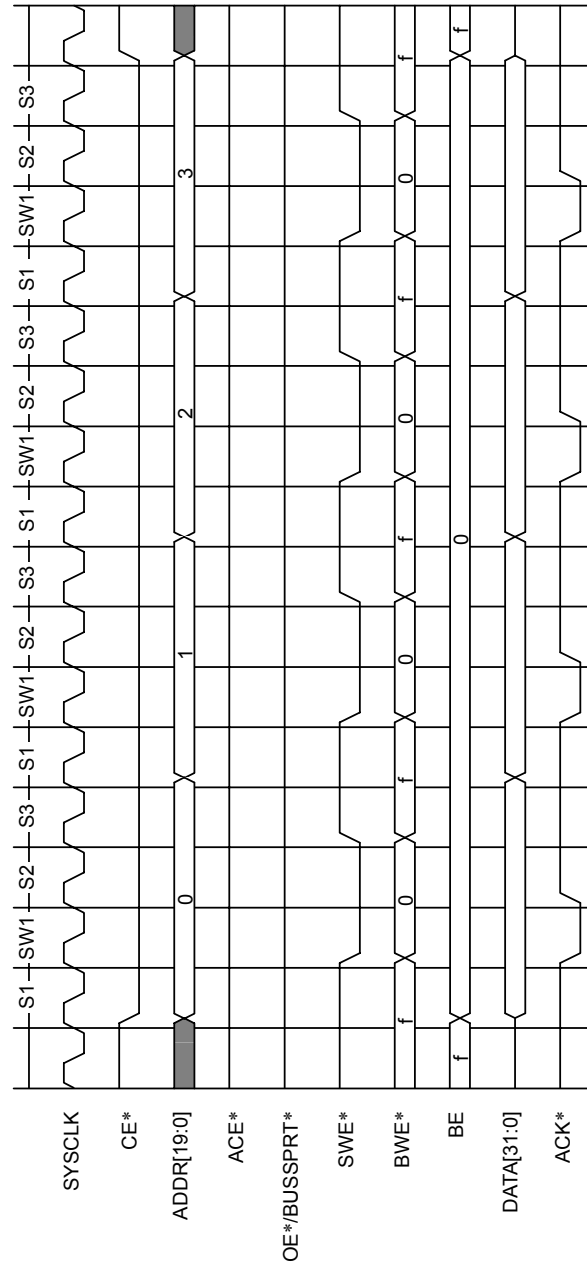 S1 SW1 S2 S3 S1 SW1 S2 S3 S1 SW1 S2 S3 S1 SW1 S2 S3
SYSCLK
CE*
ADDR[19:0] 0 1 2 3
ACE*
OE*/BUSSPRT*
SWE*
BWE* f 0 f 0 f 0 f 0 f
BE f 0 f
DATA[31:0]
ACK*